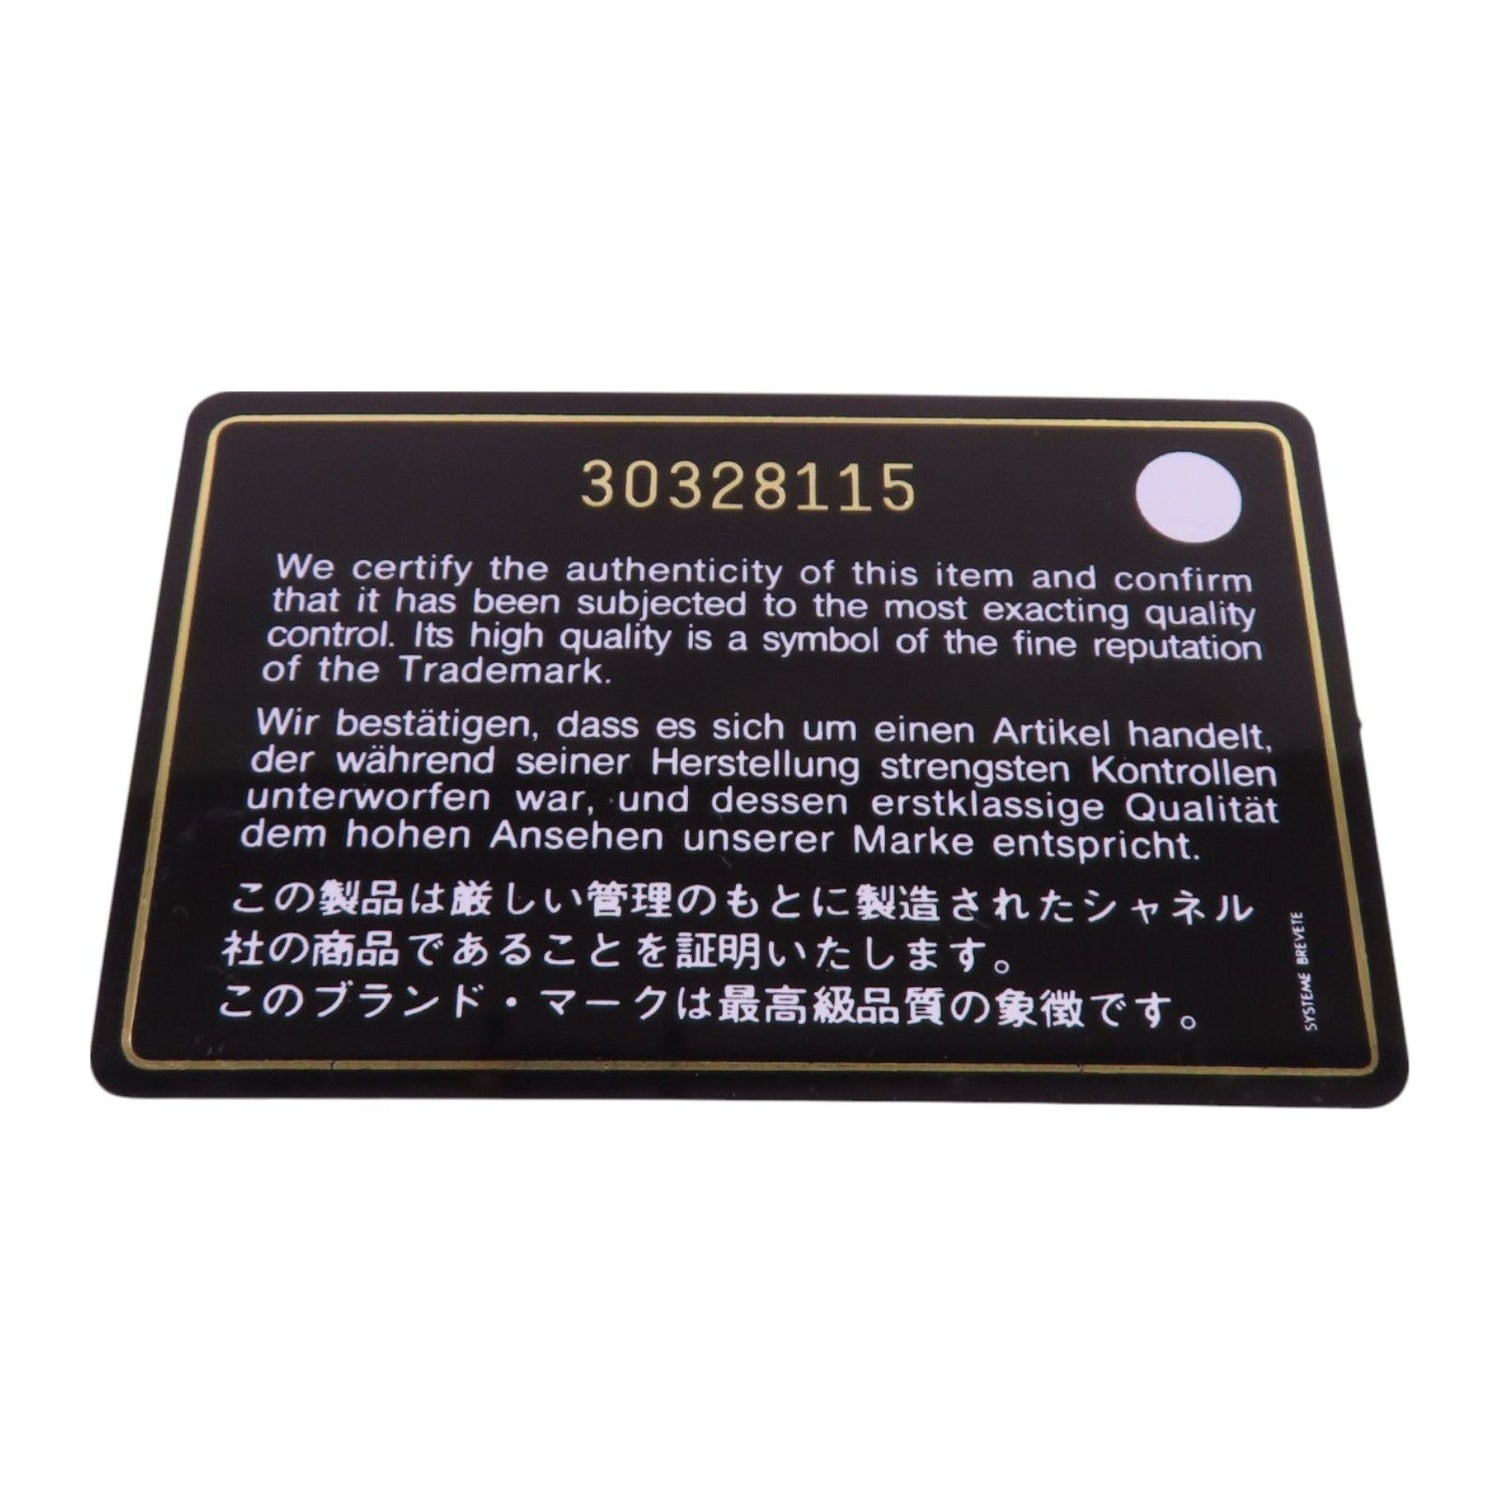 30328115
We certify the authenticity of this item and confirm
that it has been subjected to the most exacting quality
control. Its high quality is a symbol of the fine reputation
of the Trademark.
Wir bestätigen, dass es sich um einen Artikel handelt,
der während seiner Herstellung strengsten Kontrollen
unterworfen war, und dessen erstklassige Qualität
dem hohen Ansehen unserer Marke entspricht.
この製品は厳しい管理のもとに製造されたシャネル
社の商品であることを証明いたします。
このブランド・マークは最高級品質の象徴です。
SYSTEME BREVETE